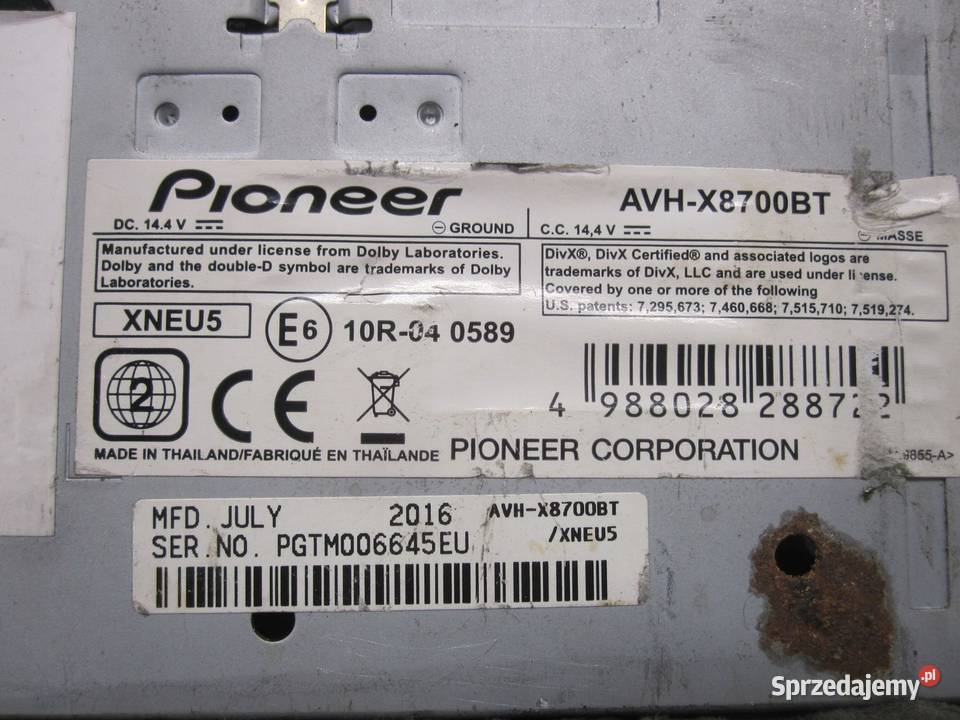 Pioneer
AVH-X8700BT
DC. 14.4 V
GROUND
C.C. 14,4 V
MASSE
Manufactured under license from Dolby Laboratories.
Dolby and the double-D symbol are trademarks of Dolby
Laboratories.
DivX®, DivX Certified® and associated logos are
trademarks of DivX, LLC and are used under license.
Covered by one or more of the following
U.S. patents: 7,295,673; 7,460,668; 7,515,710; 7,519,274.
XNEU5
E6
10R-04 0589
2
CE
4 988028 288722
MADE IN THAILAND/FABRIQUÉ EN THAÏLANDE
PIONEER CORPORATION
MFD. JULY 2016 AVH-X8700BT
/XNEU5
SER.NO. PGTM006645EU
Sprzedajemy.pl